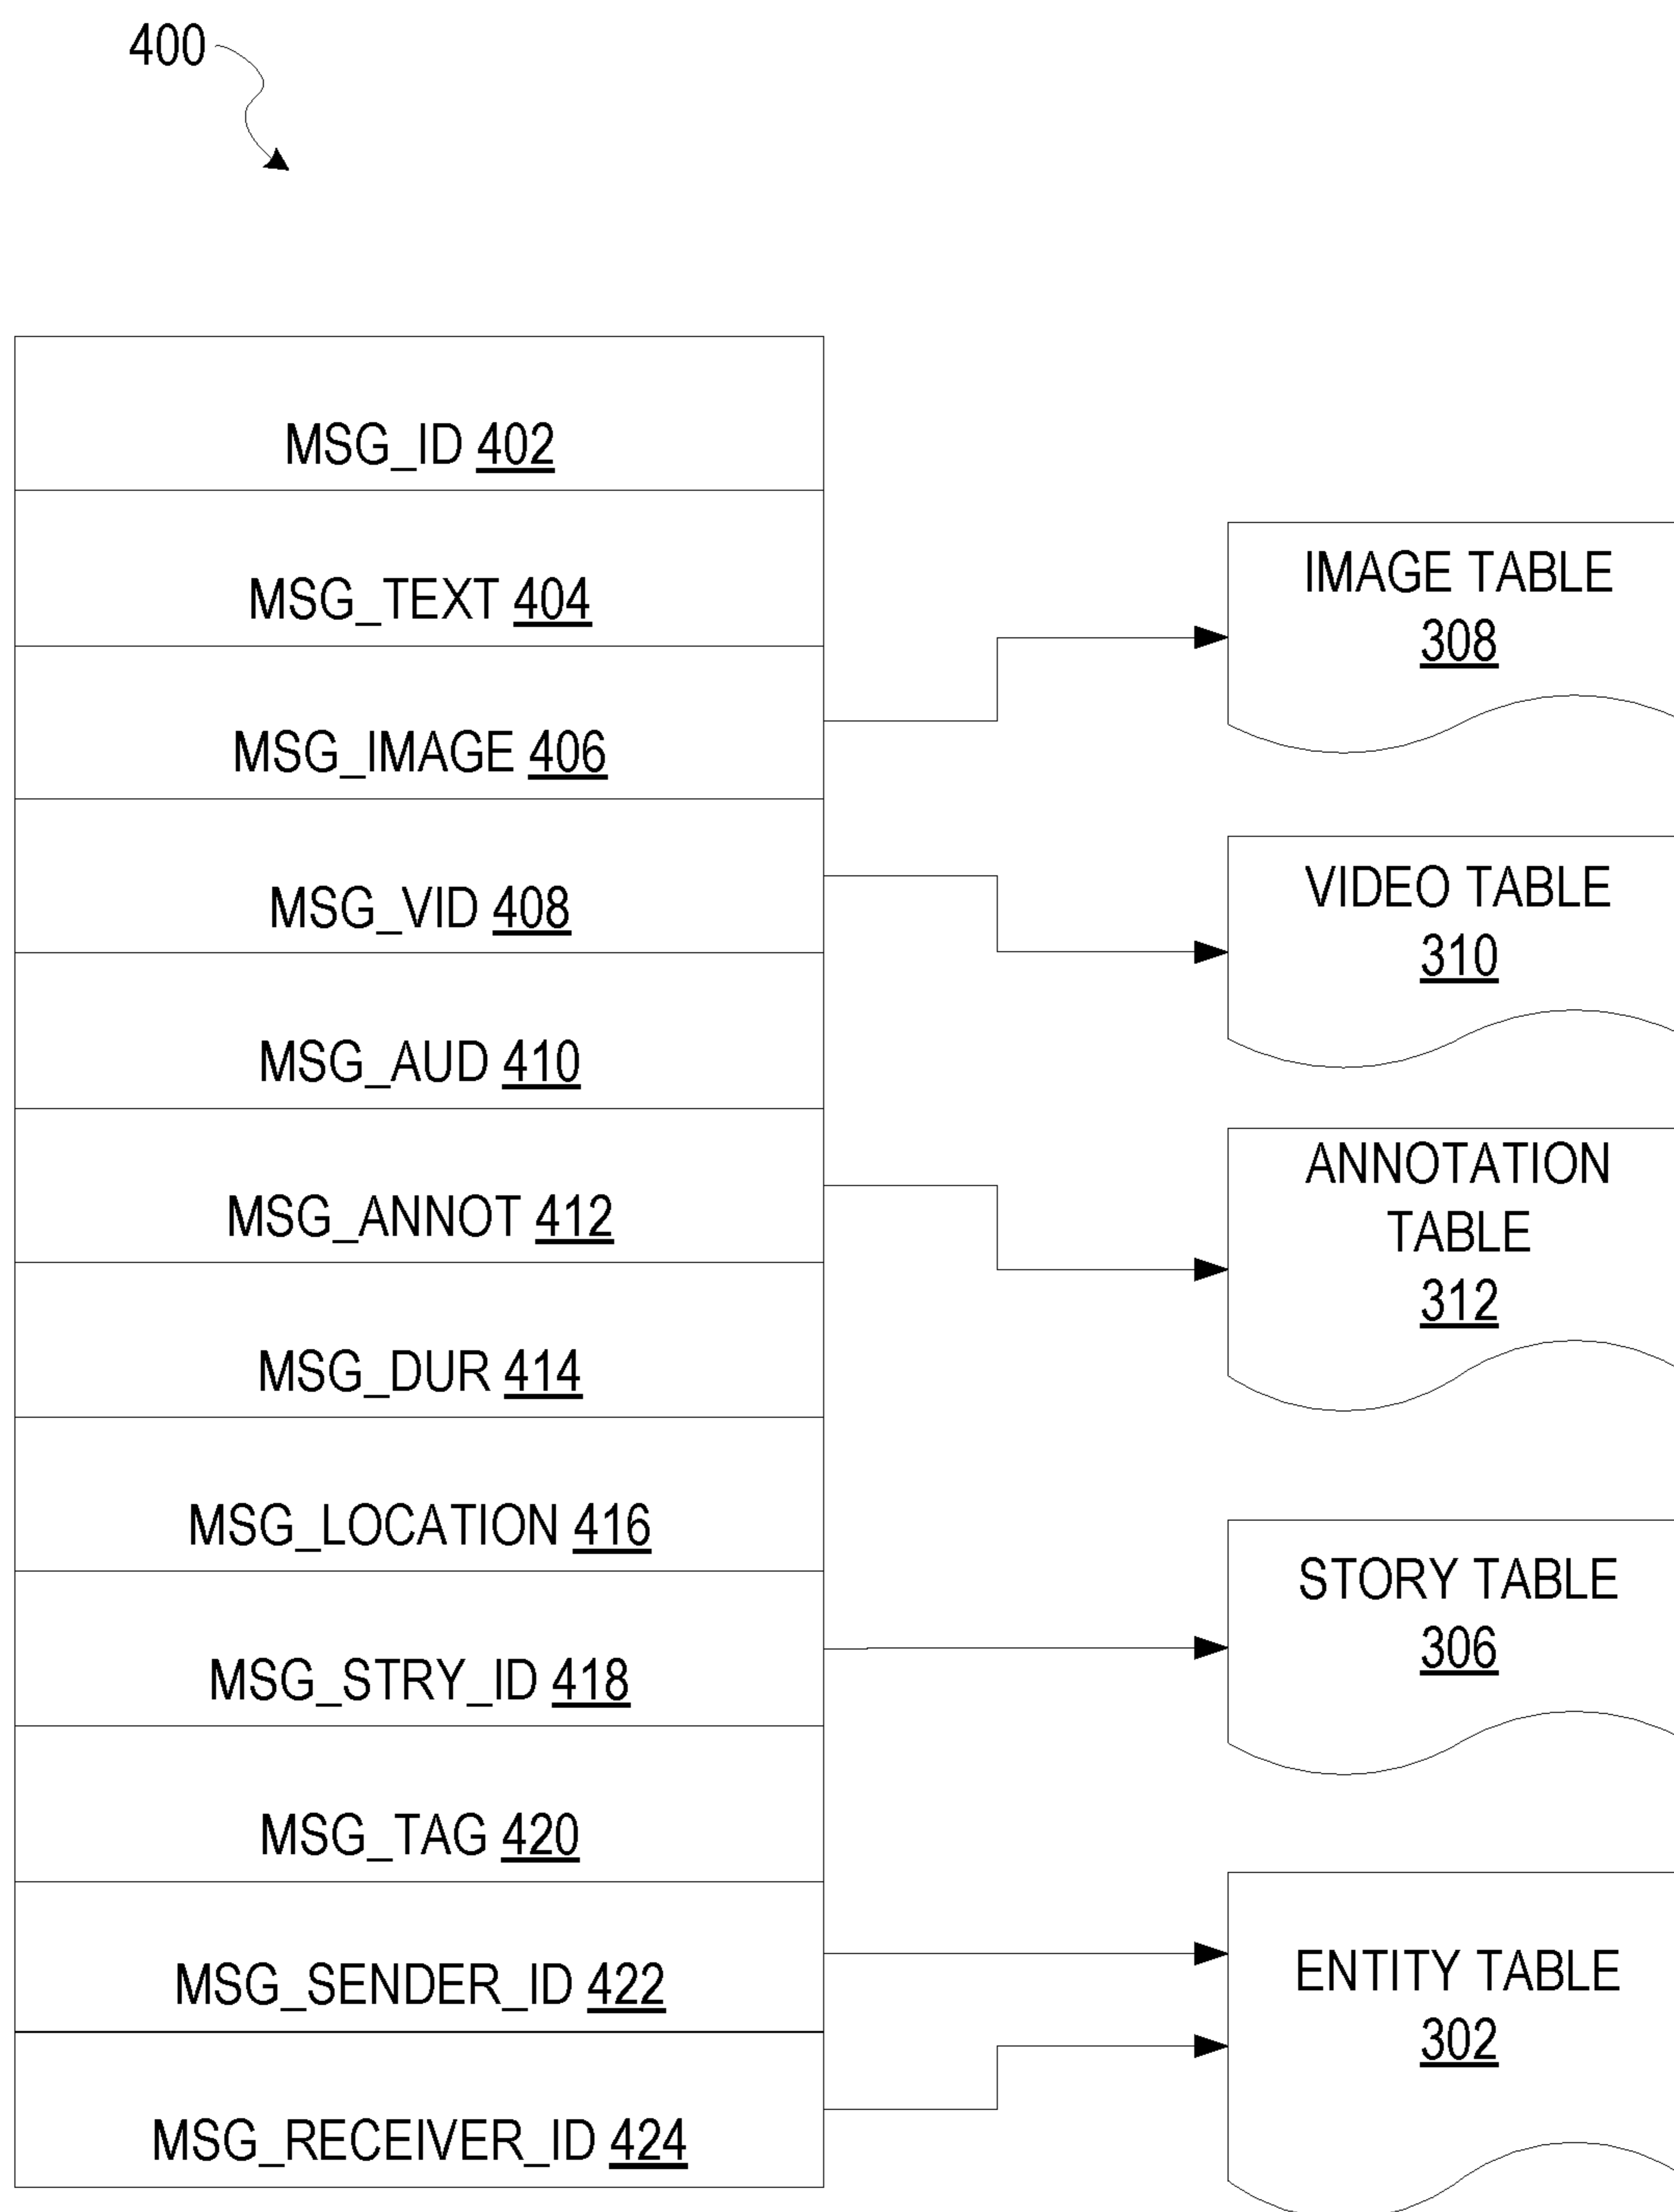 400
MSG_ID 402
MSG_TEXT 404
MSG_IMAGE 406
MSG_VID 408
MSG_AUD 410
MSG_ANNOT 412
MSG_DUR 414
MSG_LOCATION 416
MSG_STRY_ID 418
MSG_TAG 420
MSG_SENDER_ID 422
MSG_RECEIVER_ID 424
IMAGE TABLE
308
VIDEO TABLE
310
ANNOTATION
TABLE
312
STORY TABLE
306
ENTITY TABLE
302